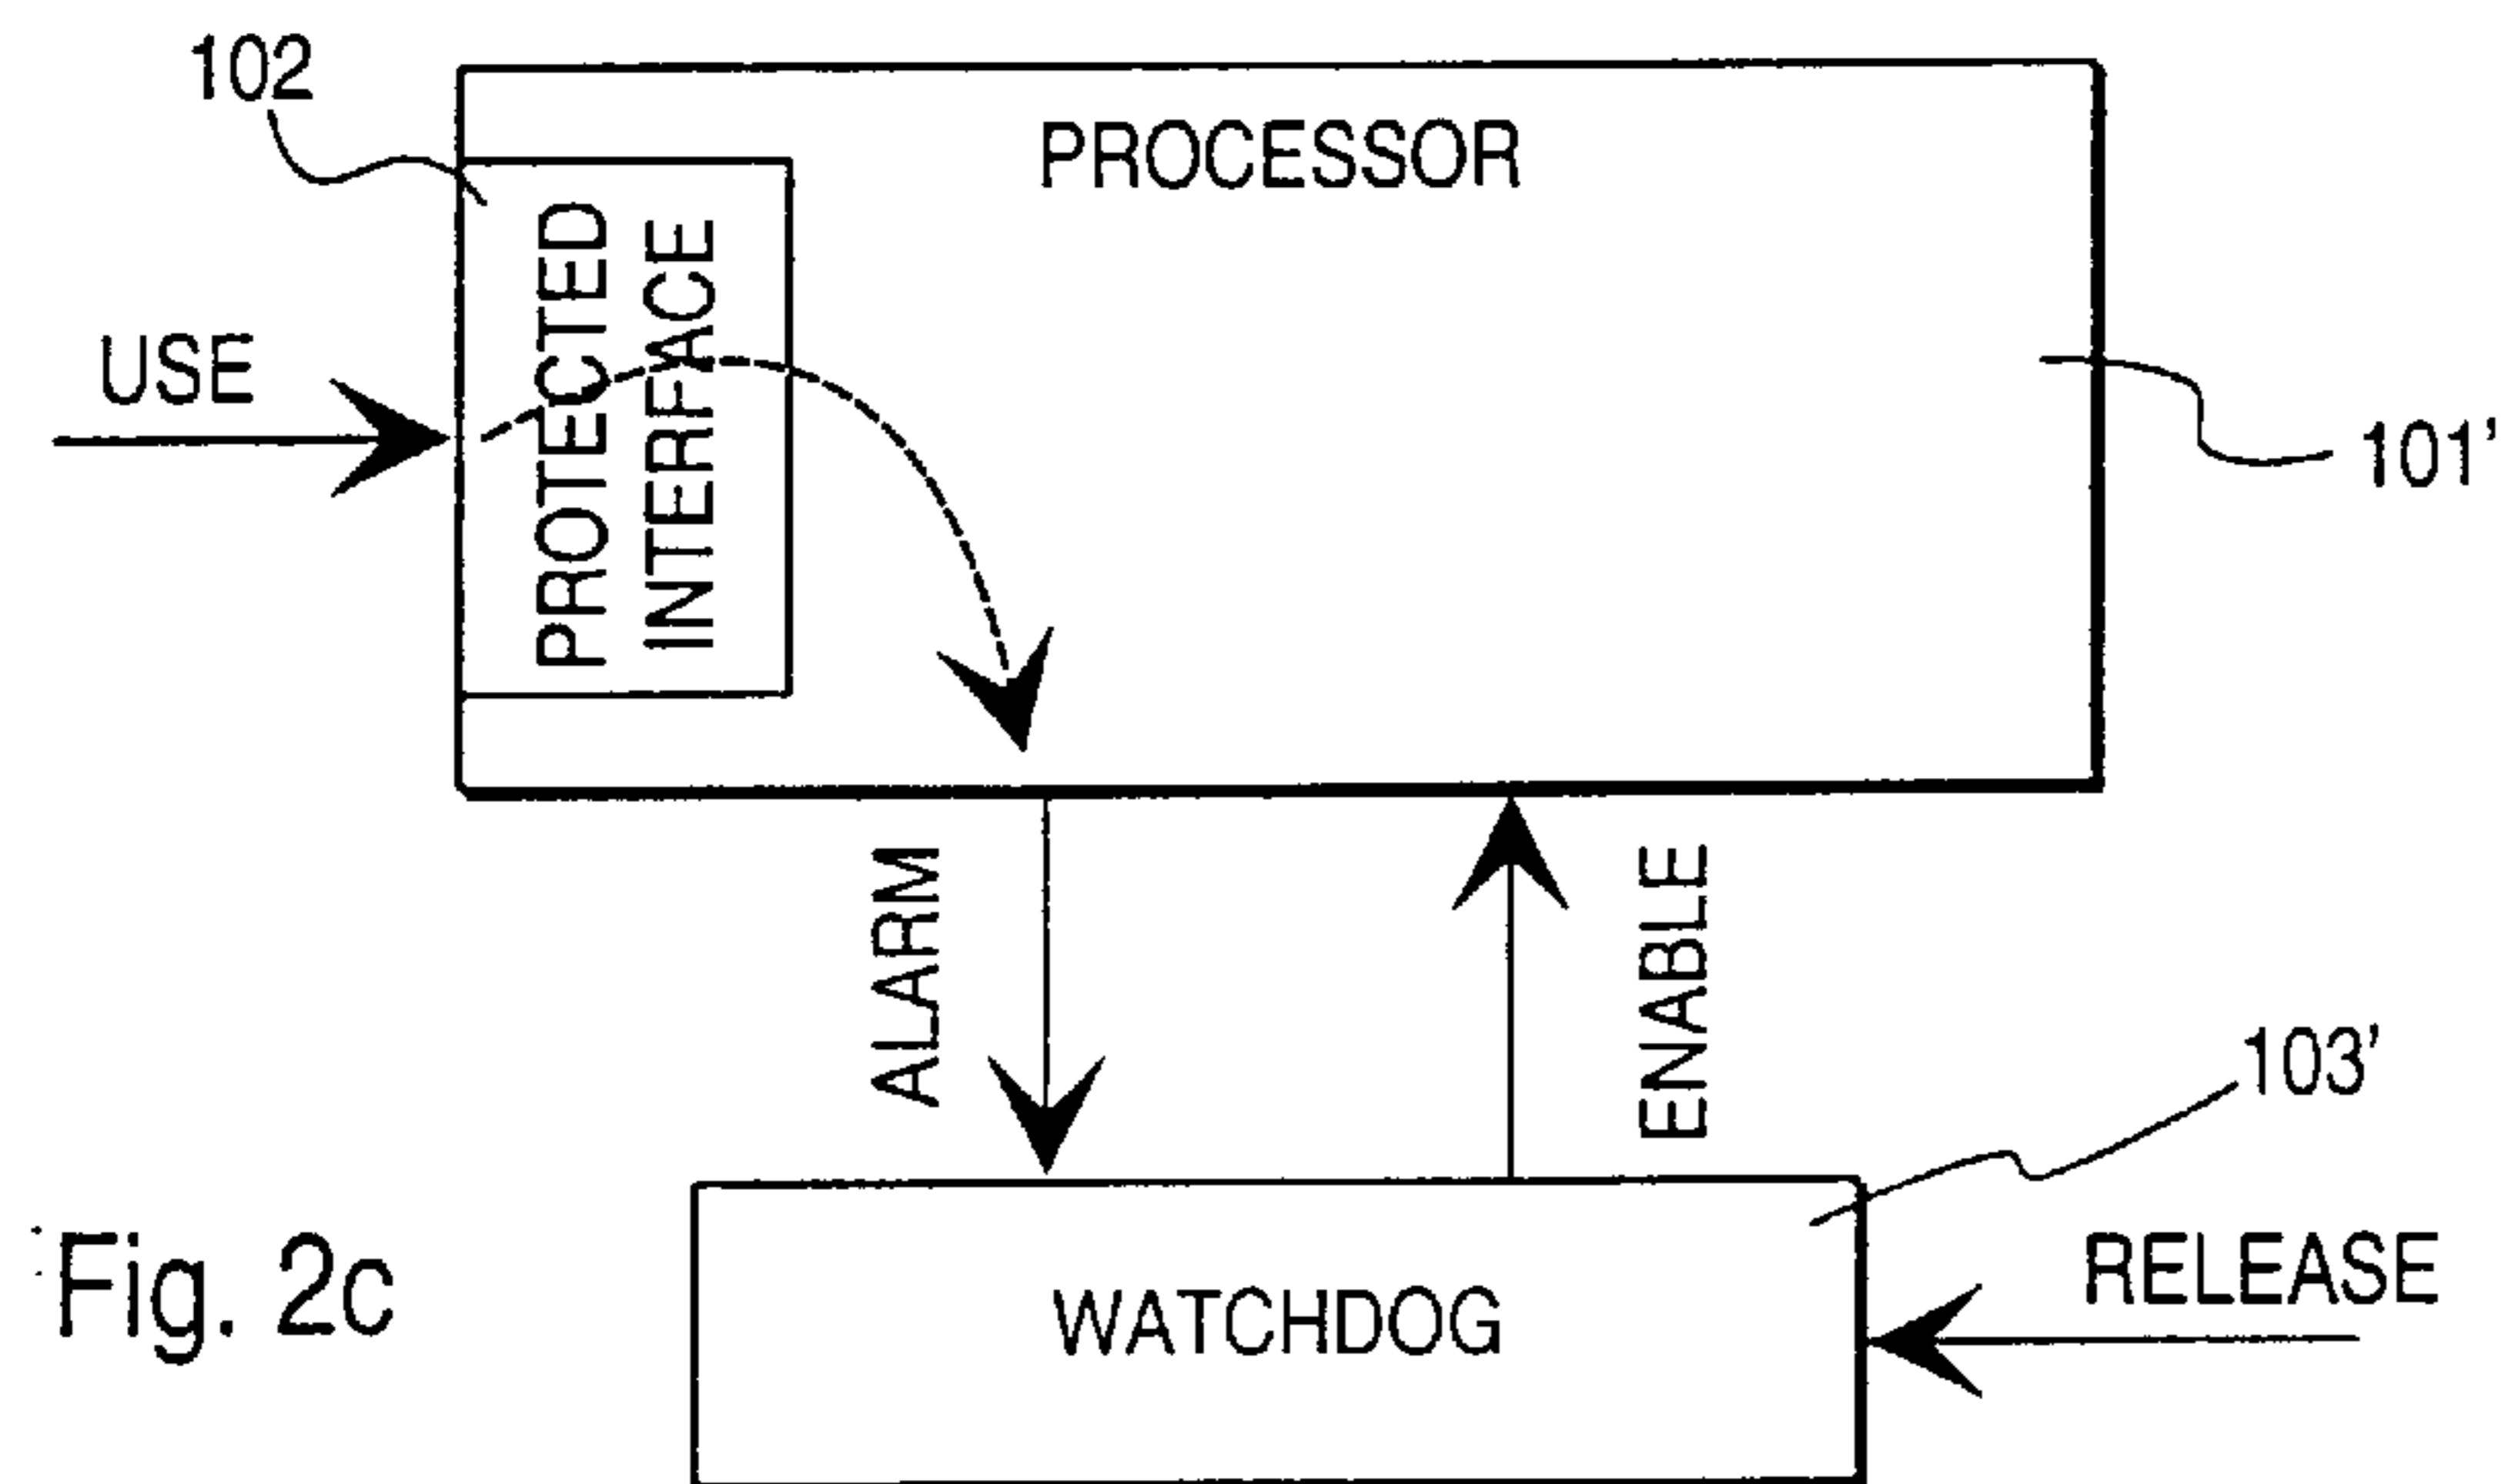 102
PROCESSOR
PROTECTED
INTERFACE
USE
101'
ALARM
ENABLE
103'
RELEASE
WATCHDOG
Fig. 2c